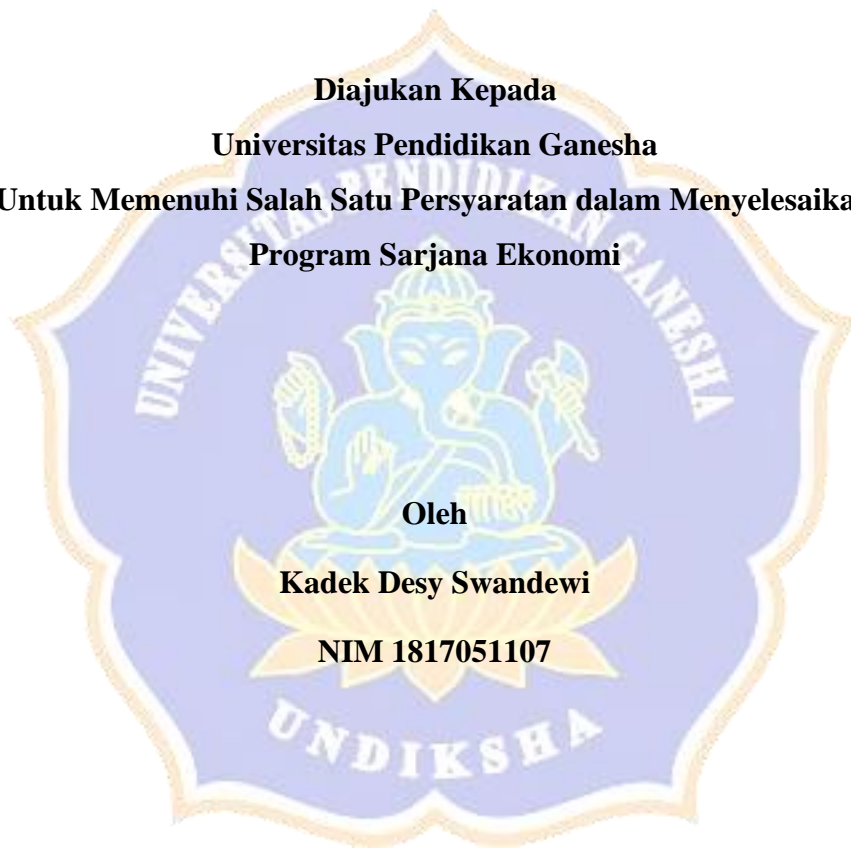 Diajukan Kepada
Universitas Pendidikan Ganesha
Untuk Memenuhi Salah Satu Persyaratan dalam Menyelesaika
Program Sarjana Ekonomi
UNIVERSITAS PENDIDIKAN GANESHA
Oleh
Kadek Desy Swandewi
NIM 1817051107
UNDIKSHA